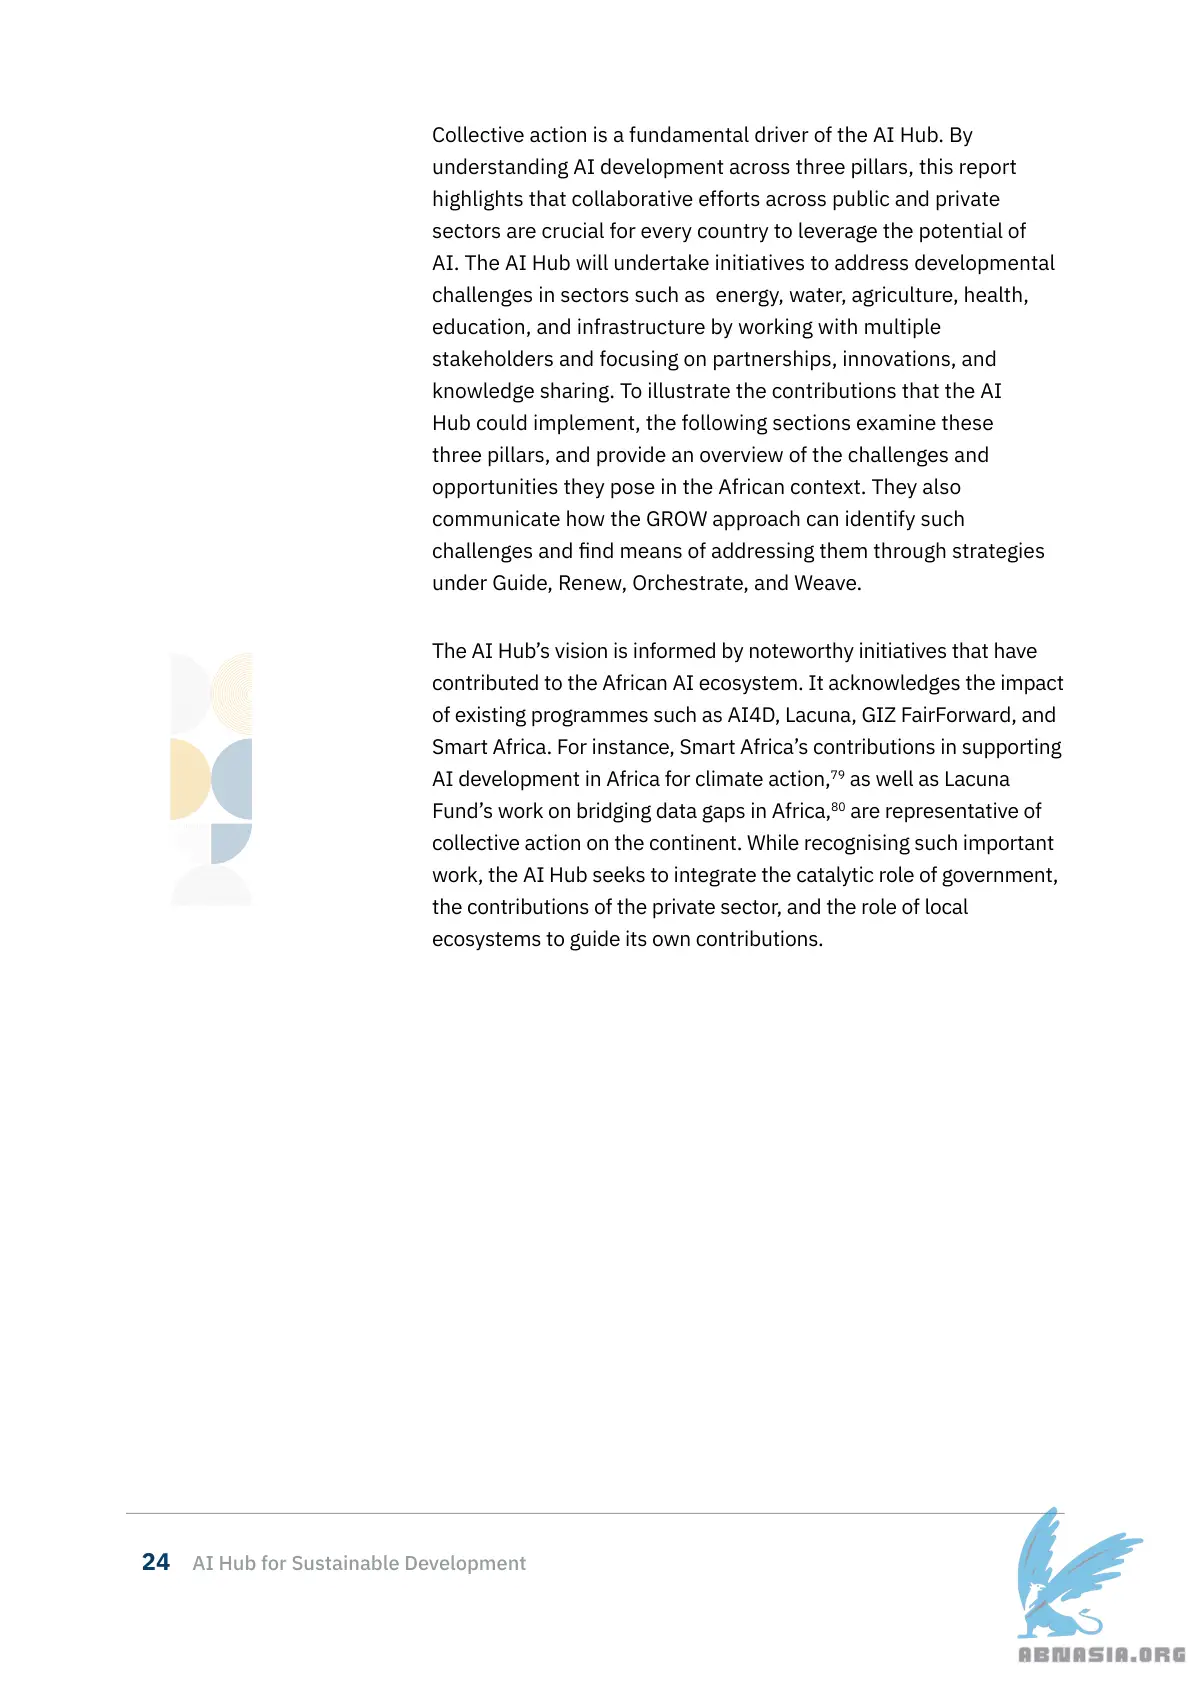 Collective action is a fundamental driver of the AI Hub. By
understanding AI development across three pillars, this report
highlights that collaborative efforts across public and private
sectors are crucial for every country to leverage the potential of
AI. The AI Hub will undertake initiatives to address developmental
challenges in sectors such as  energy, water, agriculture, health,
education, and infrastructure by working with multiple
stakeholders and focusing on partnerships, innovations, and
knowledge sharing. To illustrate the contributions that the AI
Hub could implement, the following sections examine these
three pillars, and provide an overview of the challenges and
opportunities they pose in the African context. They also
communicate how the GROW approach can identify such
challenges and find means of addressing them through strategies
under Guide, Renew, Orchestrate, and Weave.
The AI Hub’s vision is informed by noteworthy initiatives that have
contributed to the African AI ecosystem. It acknowledges the impact
of existing programmes such as AI4D, Lacuna, GIZ FairForward, and
Smart Africa. For instance, Smart Africa’s contributions in supporting
AI development in Africa for climate action,79 as well as Lacuna
Fund’s work on bridging data gaps in Africa,80 are representative of
collective action on the continent. While recognising such important
work, the AI Hub seeks to integrate the catalytic role of government,
the contributions of the private sector, and the role of local
ecosystems to guide its own contributions.
24 AI Hub for Sustainable Development
ABNASIA.ORG